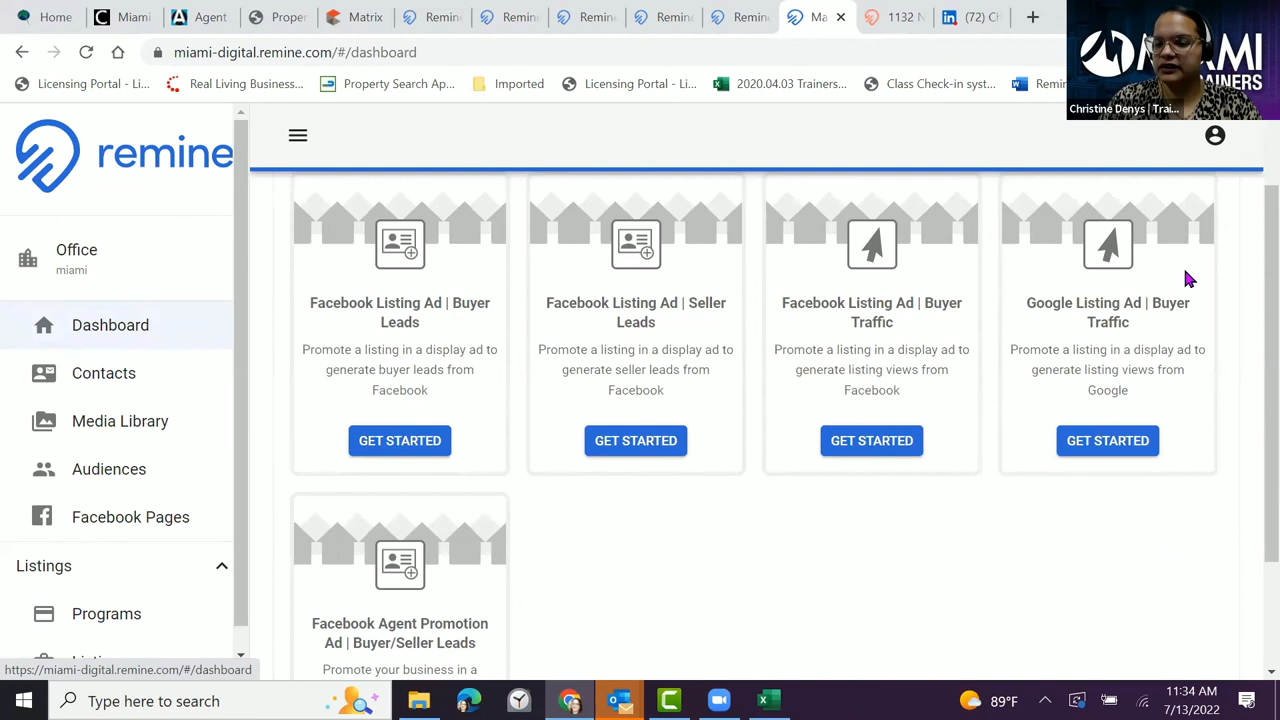 Home
Miami
Agent
Proper
Matrix
Remine
Remine
Remine
Remine
Remine
Ma
1132 N
(72) Ch
miami-digital.remine.com/#/dashboard
Licensing Portal - Li...
Real Living Business...
Property Search Ap...
Imported
Licensing Portal - Li...
2020.04.03 Trainers...
Class Check-in syst...
MIAMI
Christine Denys | Trai...
remine
Office
miami
Dashboard
Contacts
Media Library
Audiences
Facebook Pages
Listings
Programs
Facebook Listing Ad | Buyer
Leads
Promote a listing in a display ad to
generate buyer leads from
Facebook
GET STARTED
Facebook Listing Ad | Seller
Leads
Promote a listing in a display ad to
generate seller leads from
Facebook
GET STARTED
Facebook Listing Ad | Buyer
Traffic
Promote a listing in a display ad to
generate listing views from
Facebook
GET STARTED
Google Listing Ad | Buyer
Traffic
Promote a listing in a display ad to
generate listing views from
Google
GET STARTED
Facebook Agent Promotion
Ad | Buyer/Seller Leads
Promote your business in a
https://miami-digital.remine.com/#/dashboard
Type here to search
89°F
11:34 AM
7/13/2022